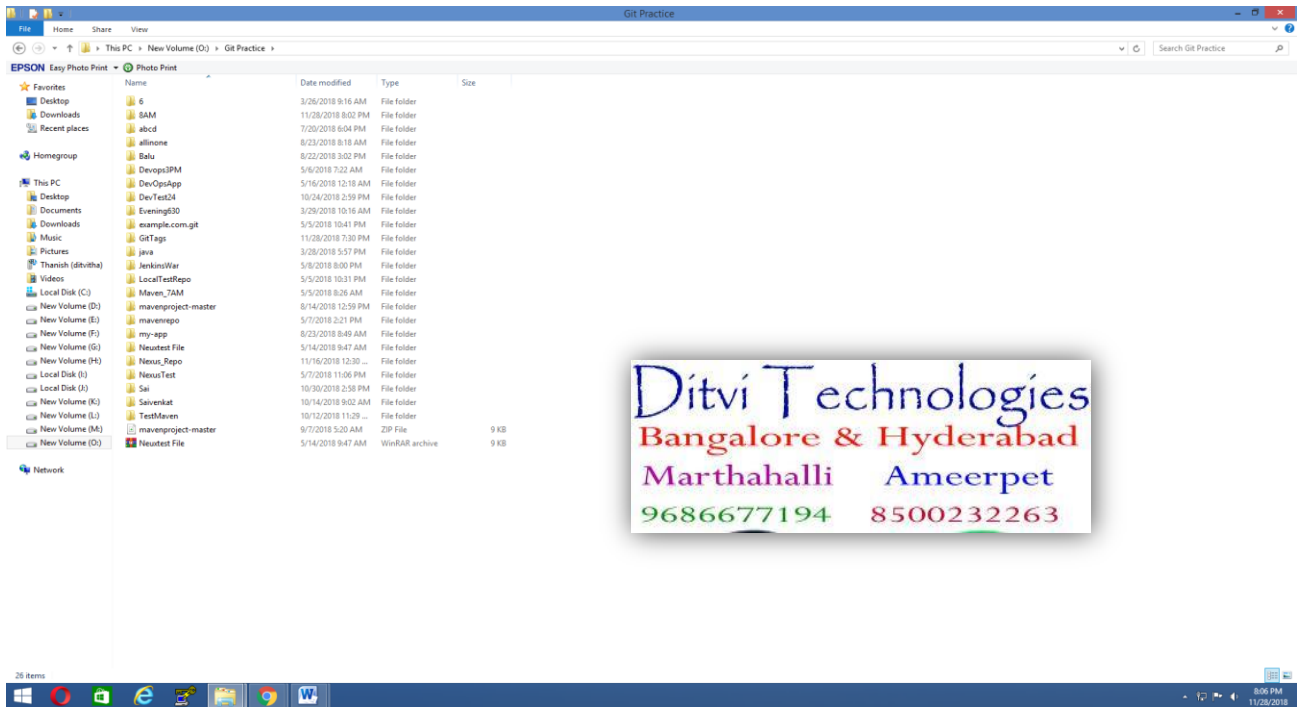 Git Practice
File Home Share View
This PC New Volume (O:) Git Practice
Search Git Practice
EPSON Easy Photo Print Photo Print
Favorites
Desktop
Downloads
Recent places
Homegroup
This PC
Desktop
Documents
Downloads
Music
Pictures
Thanish (ditvitha)
Videos
Local Disk (C:)
New Volume (D:)
New Volume (E:)
New Volume (F:)
New Volume (G:)
New Volume (H:)
Local Disk (I:)
Local Disk (J:)
New Volume (K:)
New Volume (L:)
New Volume (M:)
New Volume (O:)
Network
Name Date modified Type Size
6 3/26/2018 9:16 AM File folder
8AM 11/28/2018 8:02 PM File folder
abcd 7/20/2018 6:04 PM File folder
allinone 8/23/2018 8:18 AM File folder
Balu 8/22/2018 3:02 PM File folder
Devops3PM 5/6/2018 7:22 AM File folder
DevOpsApp 5/16/2018 12:18 AM File folder
DevTest24 10/24/2018 2:59 PM File folder
Evening630 3/29/2018 10:16 AM File folder
example.com.git 5/5/2018 10:41 PM File folder
GitTags 11/28/2018 7:30 PM File folder
java 3/28/2018 5:57 PM File folder
JenkinsWar 5/8/2018 8:00 PM File folder
LocalTestRepo 5/5/2018 10:31 PM File folder
Maven_7AM 5/5/2018 8:26 AM File folder
mavenproject-master 8/14/2018 12:59 PM File folder
mavenrepo 5/7/2018 2:21 PM File folder
my-app 8/23/2018 8:49 AM File folder
Neuxtest File 5/14/2018 9:47 AM File folder
Nexus_Repo 11/16/2018 12:30 ... File folder
NexusTest 5/7/2018 11:06 PM File folder
Sai 10/30/2018 2:58 PM File folder
Saivenkat 10/14/2018 9:02 AM File folder
TestMaven 10/12/2018 11:29 ... File folder
mavenproject-master 9/7/2018 5:20 AM ZIP File 9 KB
Neuxtest File 5/14/2018 9:47 AM WinRAR archive 9 KB
Ditvi Technologies
Bangalore & Hyderabad
Marthahalli Ameerpet
9686677194 8500232263
26 items
8:06 PM
11/28/2018